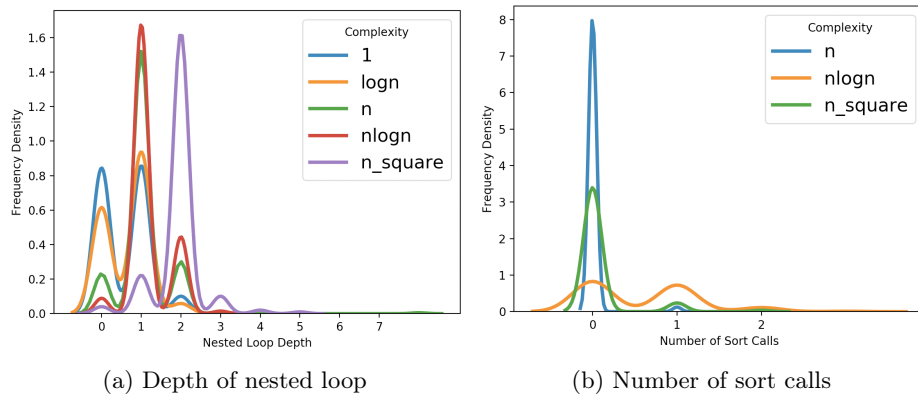 Frequency Density
1.6
1.4
1.2
1.0
0.8
0.6
0.4
0.2
0.0
Complexity
1
logn
n
nlogn
n_square
0 1 2 3 4 5 6 7
Nested Loop Depth
(a) Depth of nested loop
Frequency Density
8
7
6
5
4
3
2
1
0
Complexity
n
nlogn
n_square
0 1 2
Number of Sort Calls
(b) Number of sort calls